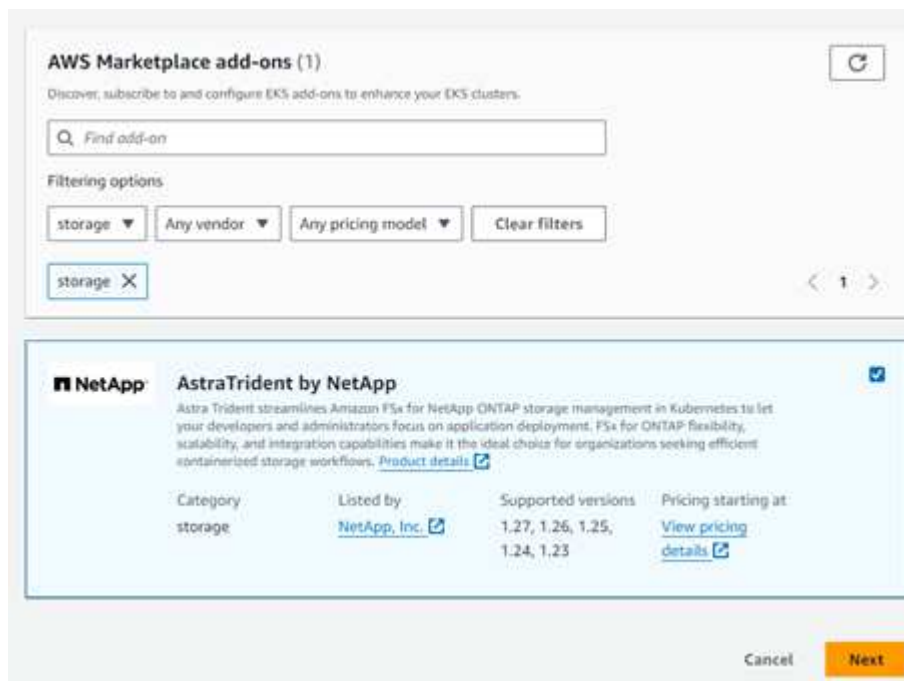 AWS Marketplace add-ons (1)
Discover, subscribe to and configure EKS add-ons to enhance your EKS clusters.
Find add-on
Filtering options
storage Any vendor Any pricing model Clear filters
storage
1
NetApp
AstraTrident by NetApp
Astra Trident streamlines Amazon FSx for NetApp ONTAP storage management in Kubernetes to let
your developers and administrators focus on application deployment. FSx for ONTAP flexibility,
scalability, and integration capabilities make it the ideal choice for organizations seeking efficient
containerized storage workflows. Product details
Category Listed by Supported versions Pricing starting at
storage NetApp, Inc. 1.27, 1.26, 1.25, View pricing
1.24, 1.23 details
Cancel Next